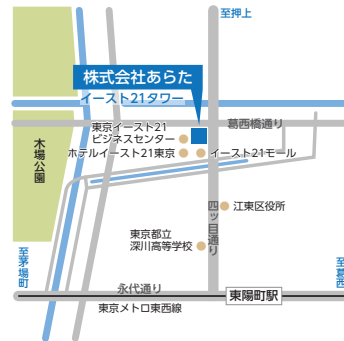 至押上
株式会社あらた
イースト21タワー
東京イースト21
ビジネスセンター
葛西橋通り
ホテルイースト21東京
イースト21モール
木場公園
四ッ目通り
江東区役所
東京都立
深川高等学校
至茅場町
至葛西
永代通り
東陽町駅
東京メトロ東西線